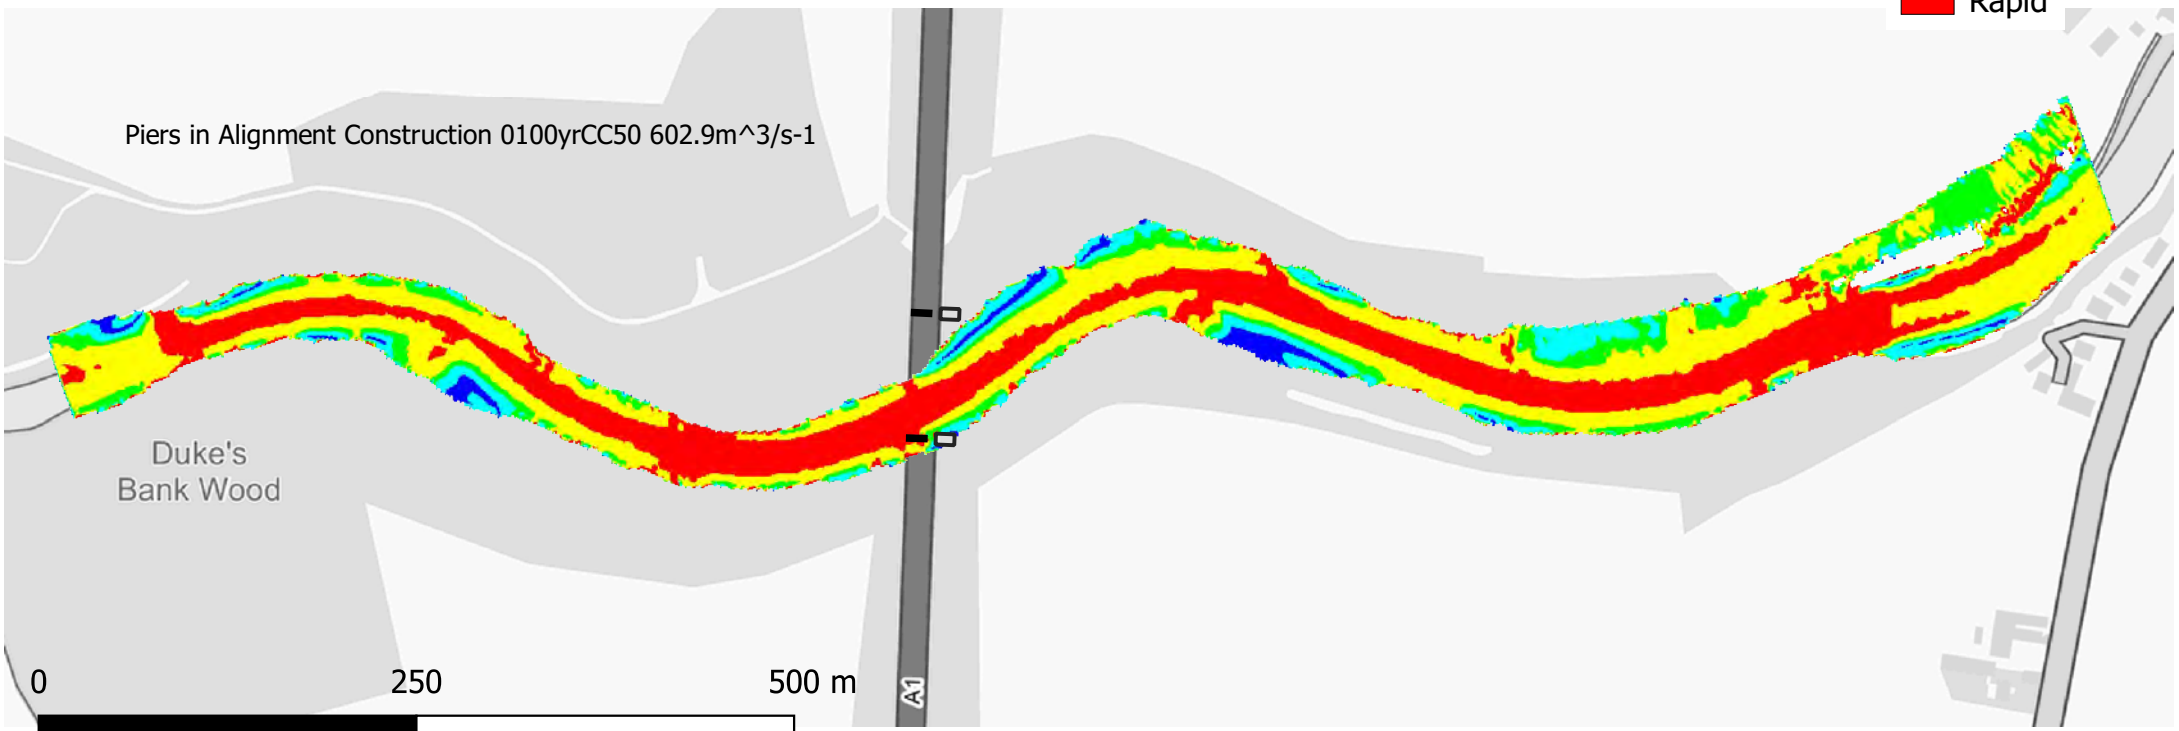 Rapid
Piers in Alignment Construction 0100yrCC50 602.9m^3/s-1
Duke's
Bank Wood
0 250 500 m
A1